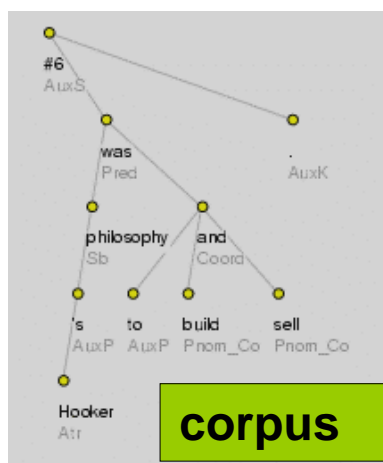 #6
AuxS
was
Pred
.
AuxK
philosophy
Sb
and
Coord
's
AuxP
to
AuxP
build
Pnom_Co
sell
Pnom_Co
Hooker
Atr
corpus